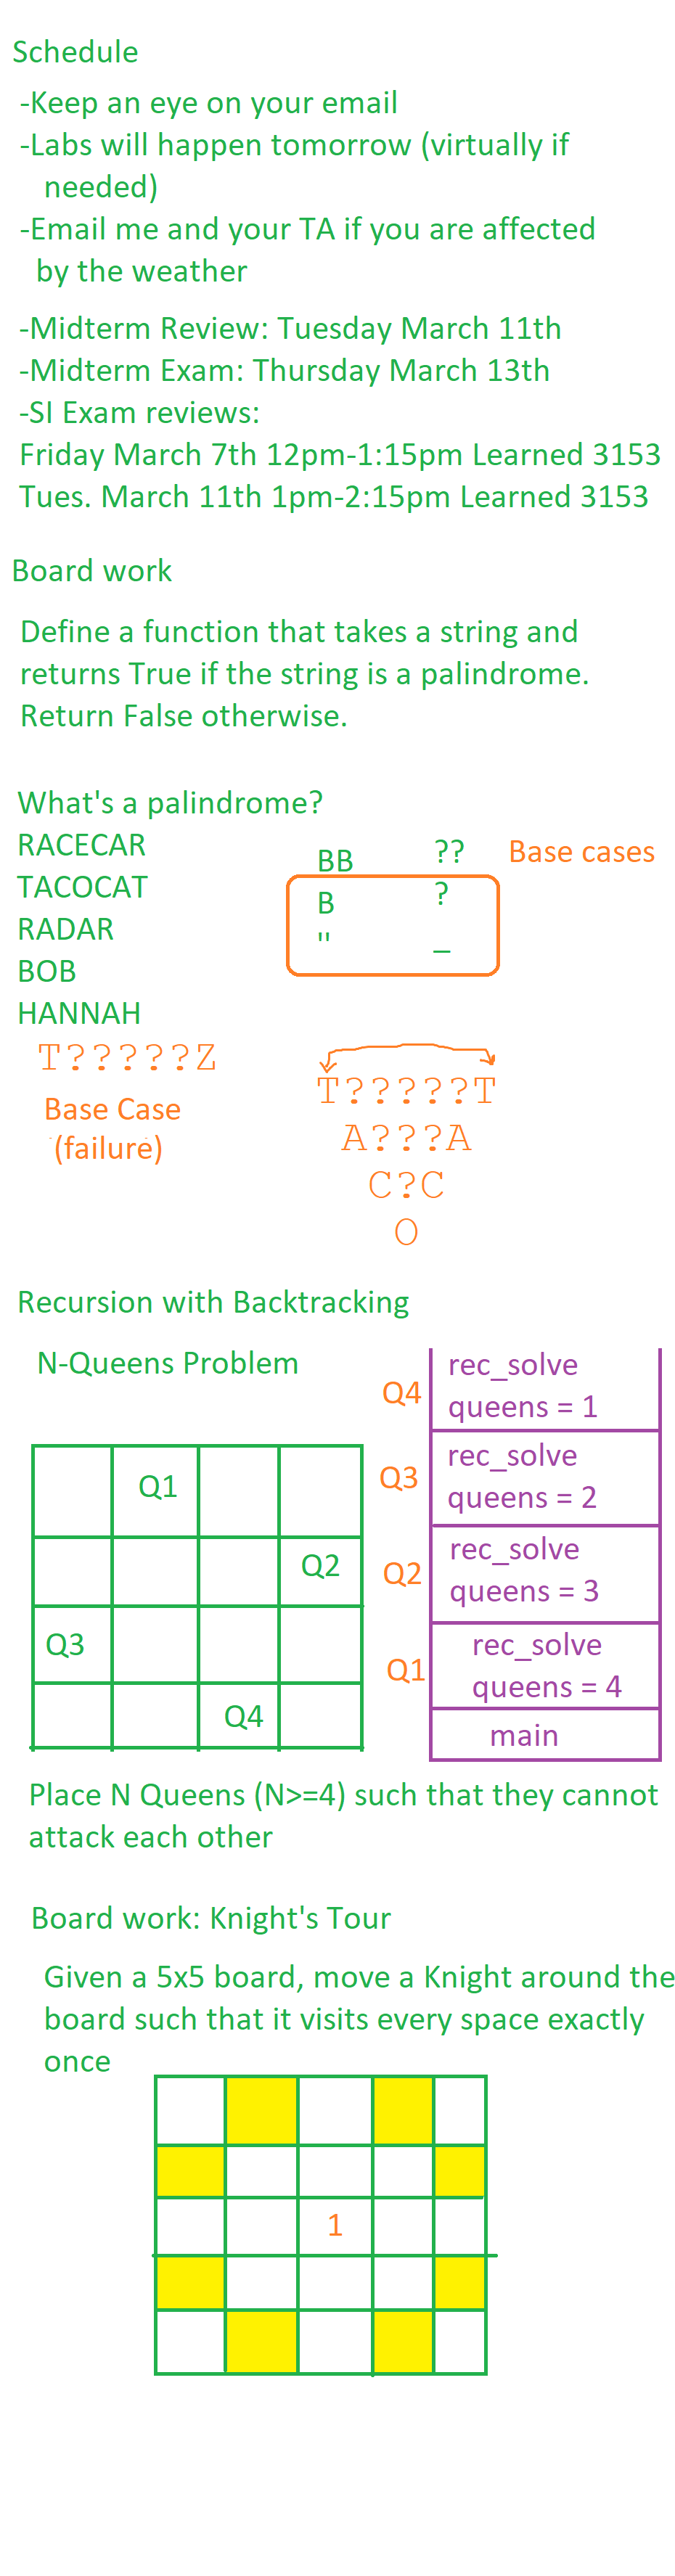 Schedule
-Keep an eye on your email
-Labs will happen tomorrow (virtually if
needed)
-Email me and your TA if you are affected
by the weather
-Midterm Review: Tuesday March 11th
-Midterm Exam: Thursday March 13th
-SI Exam reviews:
Friday March 7th 12pm-1:15pm Learned 3153
Tues. March 11th 1pm-2:15pm Learned 3153
Board work
Define a function that takes a string and
returns True if the string is a palindrome.
Return False otherwise.
What's a palindrome?
RACECAR
TACOCAT
RADAR
BOB
HANNAH
BB ?? Base cases
B ?
'' _
T?????Z
Base Case
(failure)
T?????T
A???A
C?C
O
Recursion with Backtracking
N-Queens Problem
Q1
Q2
Q3
Q4
Q4 rec_solve
queens = 1
Q3 rec_solve
queens = 2
Q2 rec_solve
queens = 3
Q1 rec_solve
queens = 4
main
Place N Queens (N>=4) such that they cannot
attack each other
Board work: Knight's Tour
Given a 5x5 board, move a Knight around the
board such that it visits every space exactly
once
1